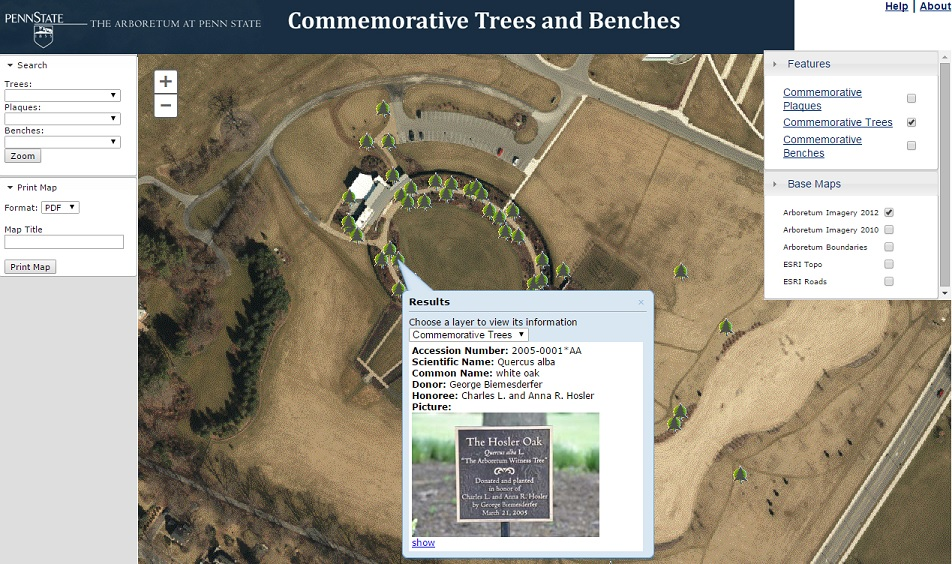 PENNSTATE
1855
THE ARBORETUM AT PENN STATE
Commemorative Trees and Benches
Help | About
Search
Trees:
Plaques:
Benches:
Zoom
Print Map
Format: PDF
Map Title
Print Map
+
−
Features
Commemorative
Plaques
Commemorative Trees
Commemorative
Benches
Base Maps
Arboretum Imagery 2012
Arboretum Imagery 2010
Arboretum Boundaries
ESRI Topo
ESRI Roads
Results
×
Choose a layer to view its information
Commemorative Trees
Accession Number: 2005-0001*AA
Scientific Name: Quercus alba
Common Name: white oak
Donor: George Biemesderfer
Honoree: Charles L. and Anna R. Hosler
Picture:
The Hosler Oak
Quercus alba L.
"The Arboretum Witness Tree"
Donated and planted
in honor of
Charles L. and Anna R. Hosler
by George Biemesderfer
March 21, 2005
show